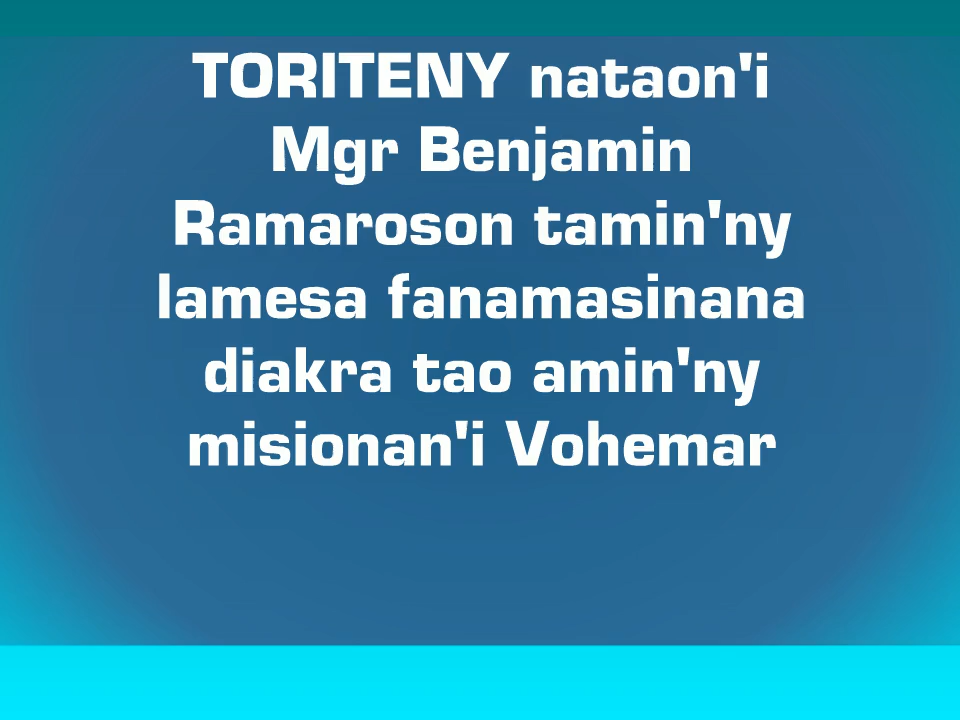 TORITENY nataon'i
Mgr Benjamin
Ramaroson tamin'ny
lamesa fanamasinana
diakra tao amin'ny
misionan'i Vohemar